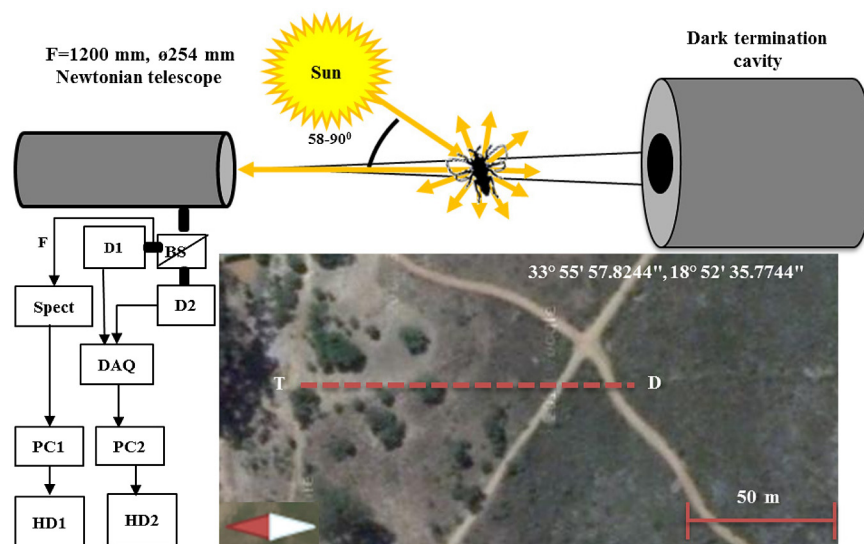 F=1200 mm, ø254 mm
Newtonian telescope
Sun
Dark termination
cavity
58-90⁰
F
D1
BS
Spect
D2
DAQ
PC1
PC2
HD1
HD2
33° 55' 57.8244", 18° 52' 35.7744"
T
D
50 m